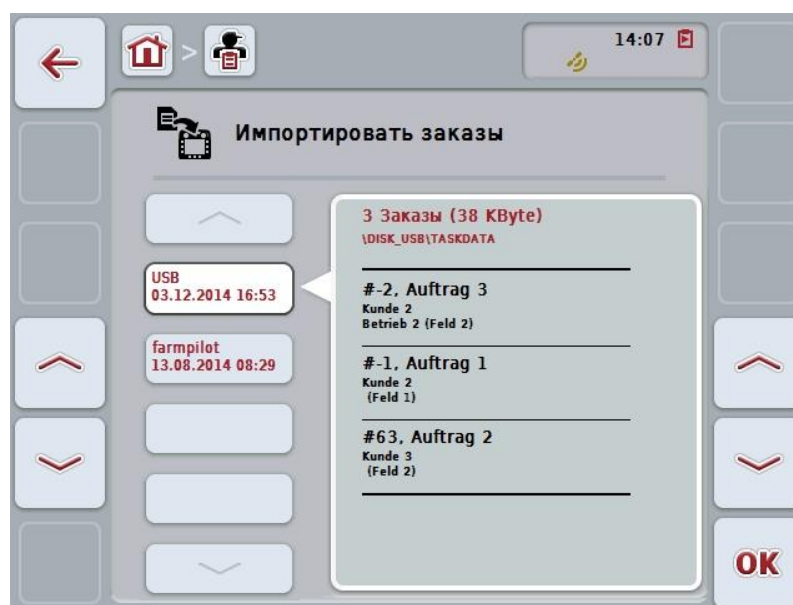 14:07
Импортировать заказы
3 Заказы (38 KByte)
\DISK_USB\TASKDATA
USB
03.12.2014 16:53
farmpilot
13.08.2014 08:29
#-2, Auftrag 3
Kunde 2
Betrieb 2 (Feld 2)
#-1, Auftrag 1
Kunde 2
(Feld 1)
#63, Auftrag 2
Kunde 3
(Feld 2)
OK